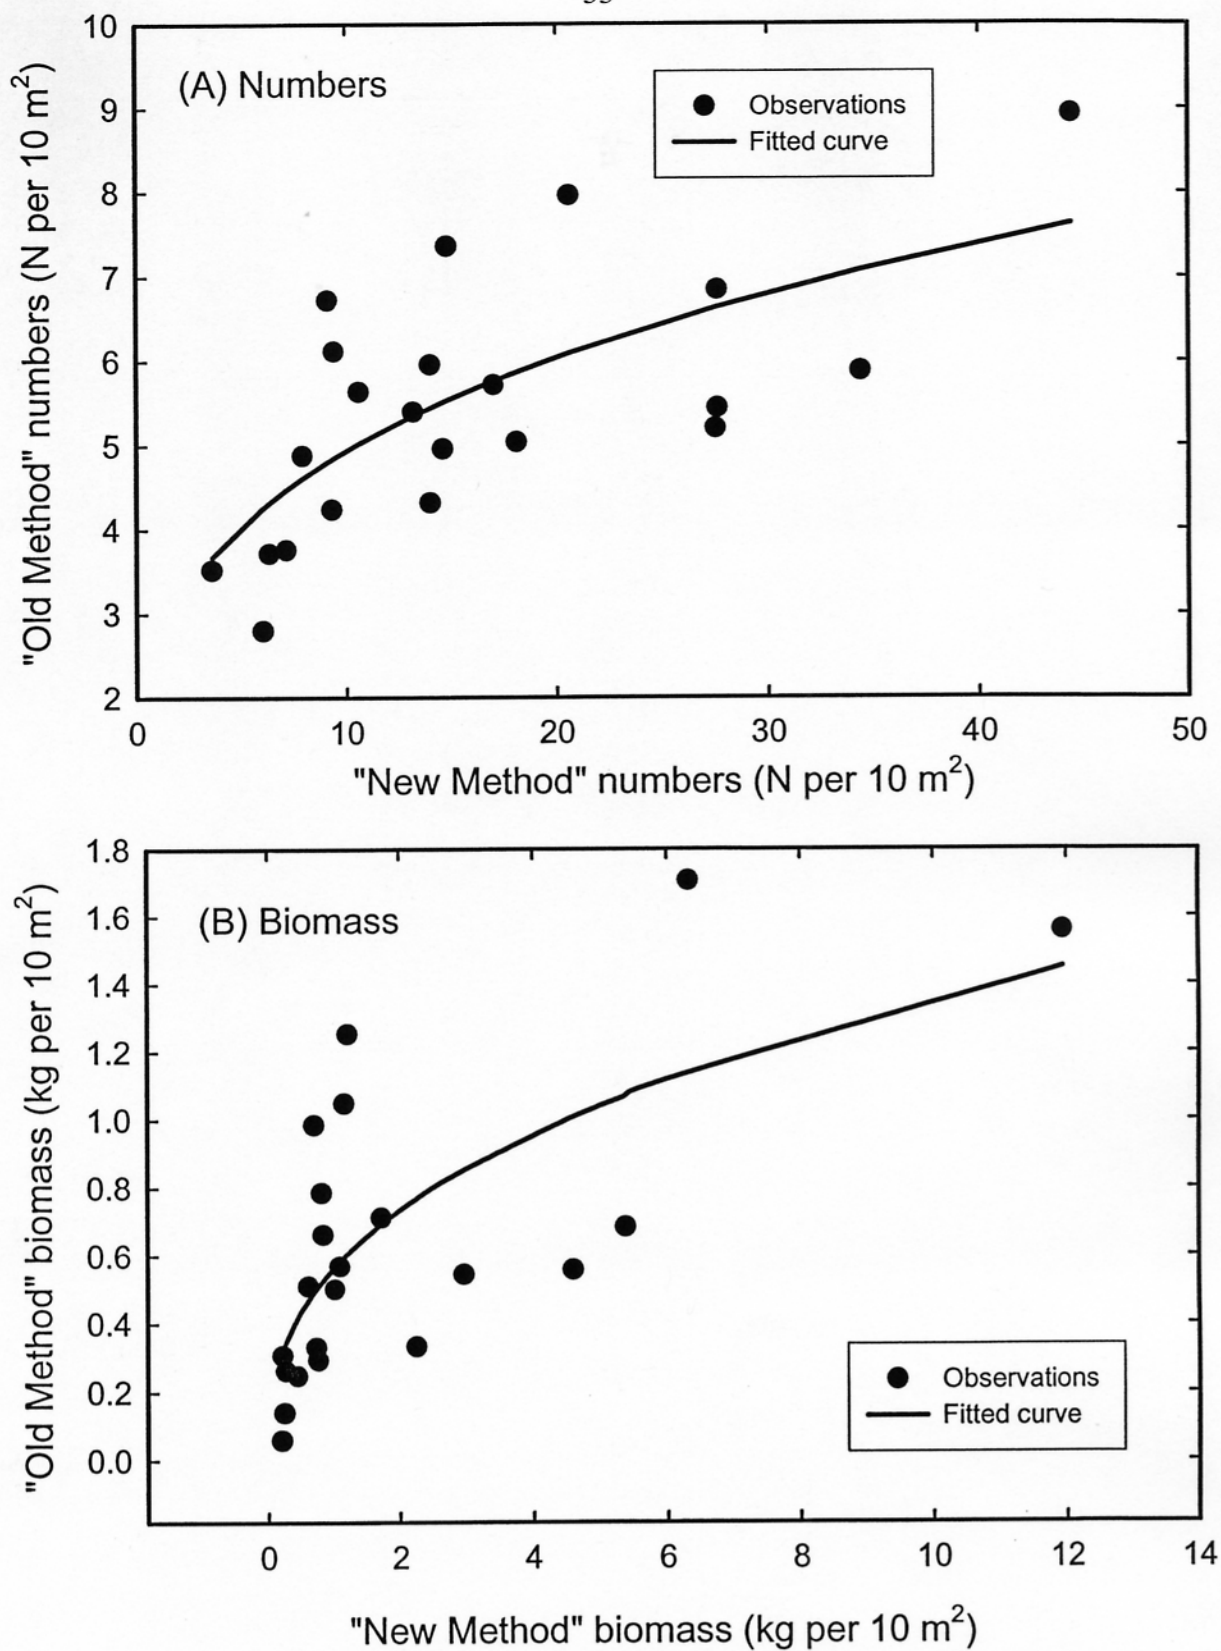 10
9
8
7
6
5
4
3
2
(A) Numbers
Observations
Fitted curve
"Old Method" numbers (N per 10 m²)
0 10 20 30 40 50
"New Method" numbers (N per 10 m²)
1.8
1.6
1.4
1.2
1.0
0.8
0.6
0.4
0.2
0.0
(B) Biomass
"Old Method" biomass (kg per 10 m²)
Observations
Fitted curve
0 2 4 6 8 10 12 14
"New Method" biomass (kg per 10 m²)